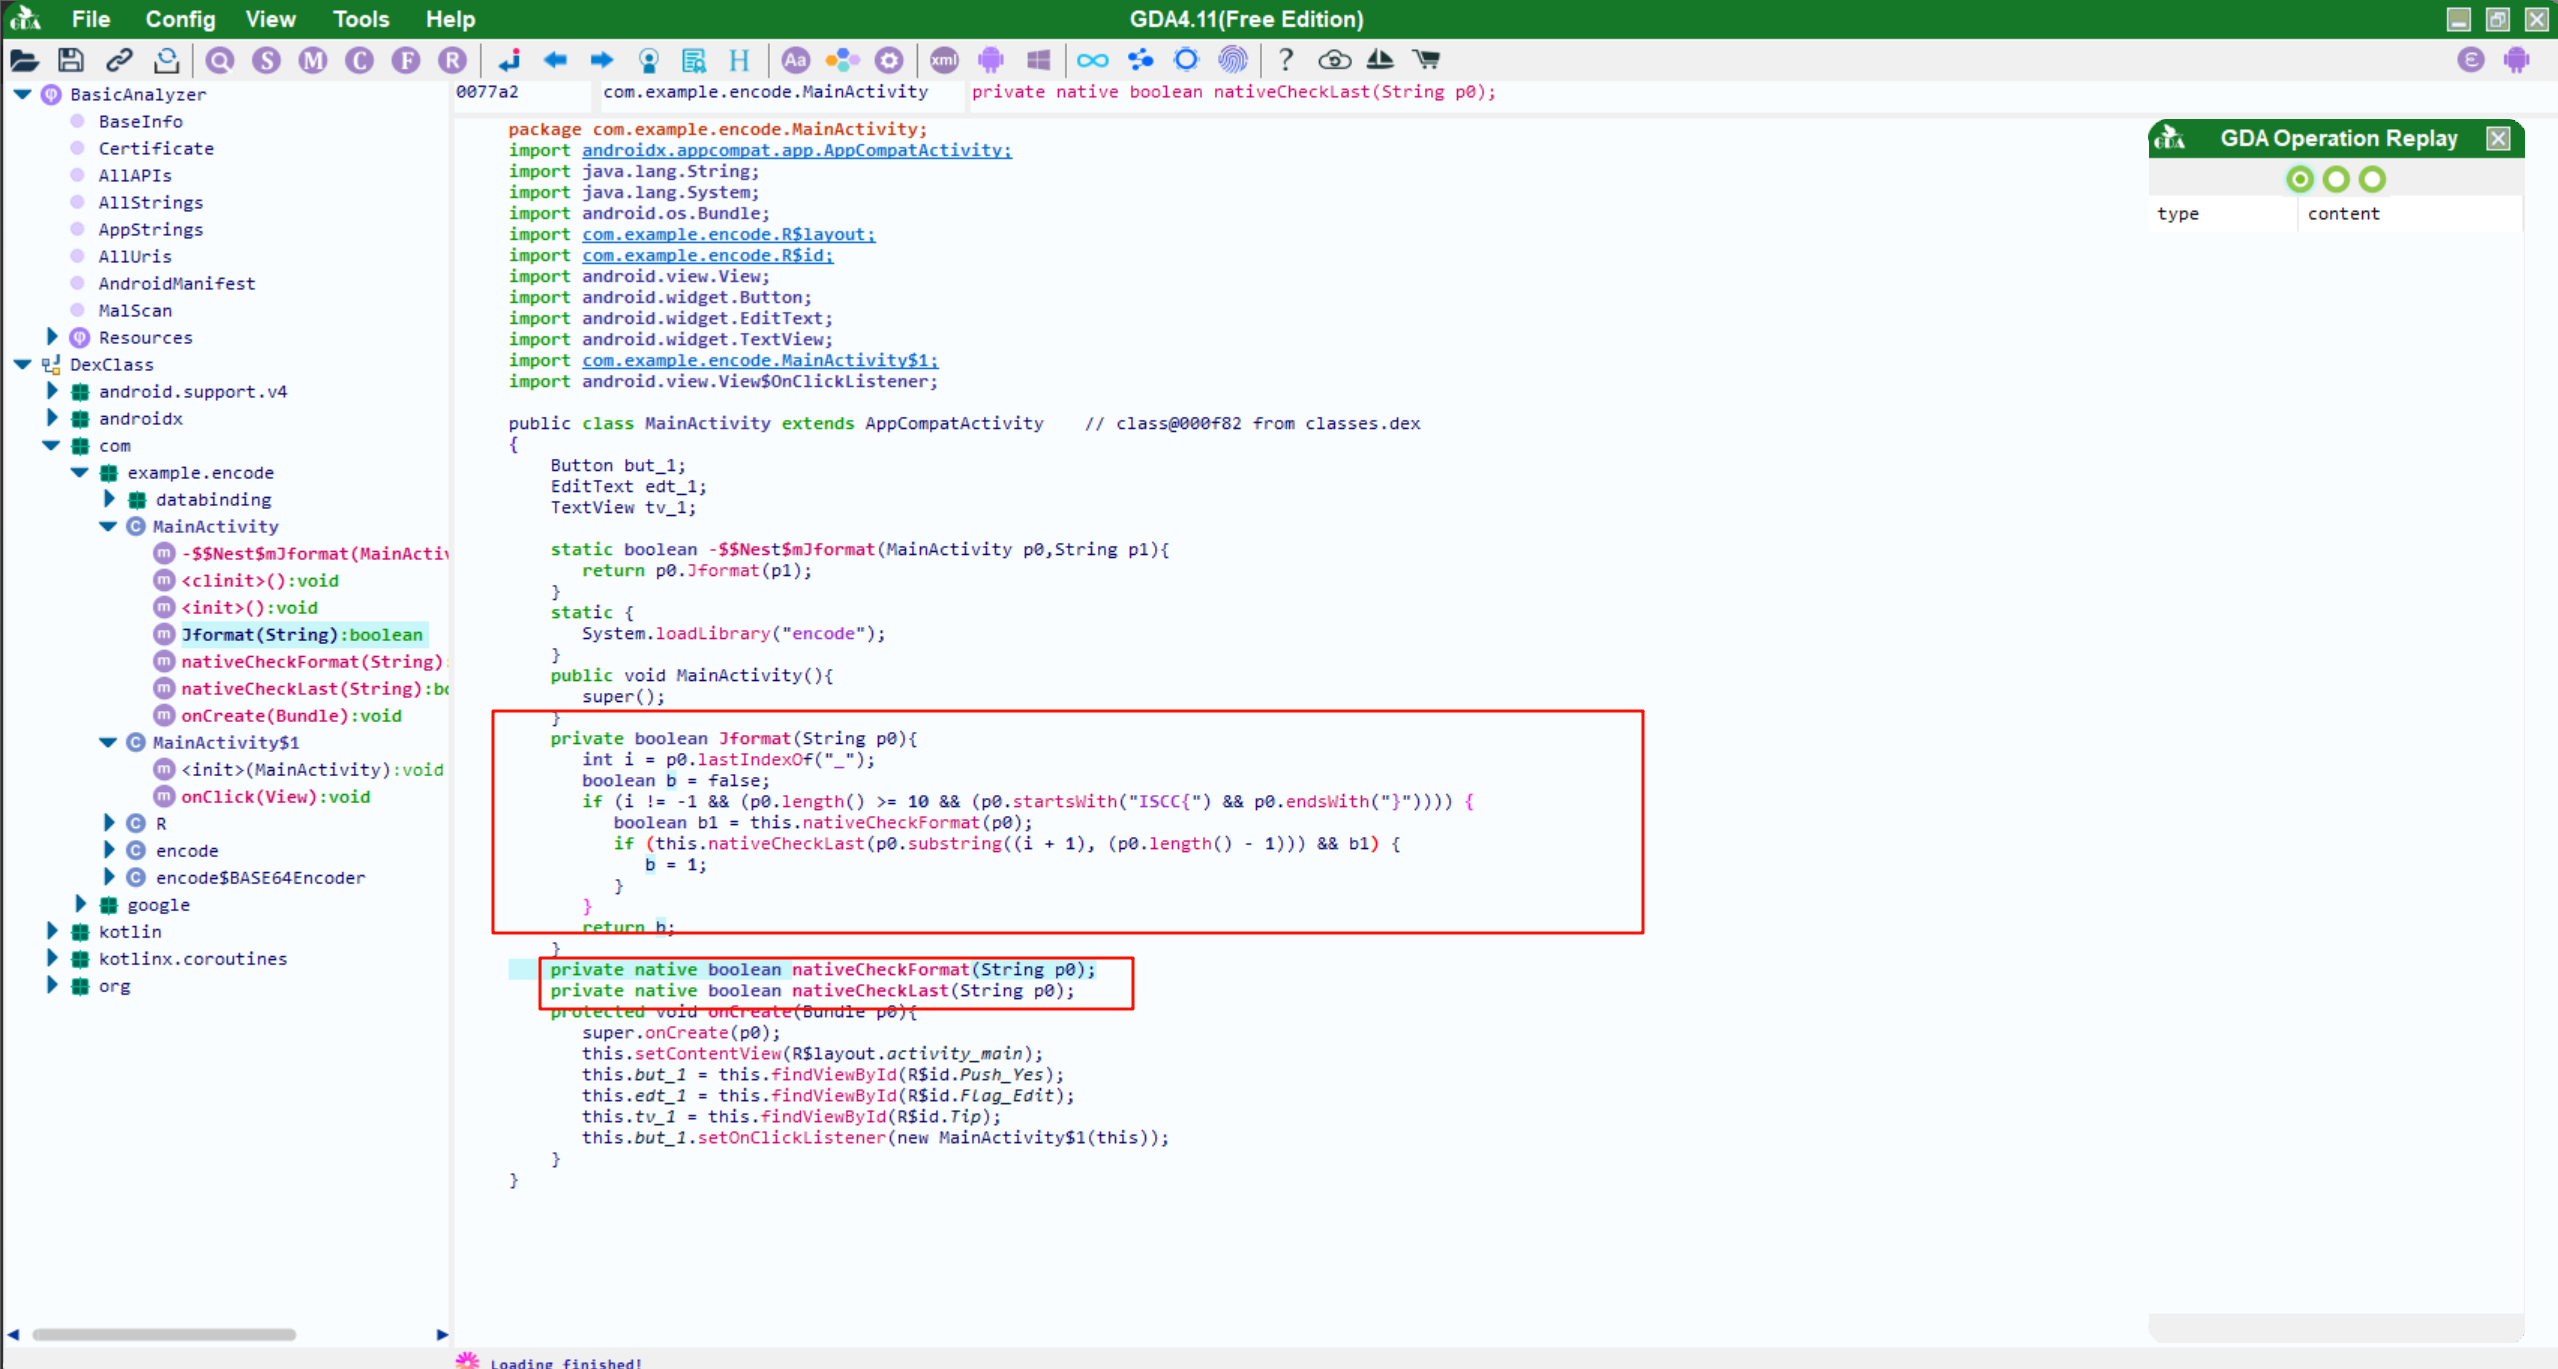 GDA File Config View Tools Help GDA4.11(Free Edition)
Q S M C F R H Aa xml ?
BasicAnalyzer
BaseInfo
Certificate
AllAPIs
AllStrings
AppStrings
AllUris
AndroidManifest
MalScan
Resources
DexClass
android.support.v4
androidx
com
example.encode
databinding
MainActivity
-$$Nest$mJformat(MainActiv
<clinit>():void
<init>():void
Jformat(String):boolean
nativeCheckFormat(String):
nativeCheckLast(String):bo
onCreate(Bundle):void
MainActivity$1
<init>(MainActivity):void
onClick(View):void
R
encode
encode$BASE64Encoder
google
kotlin
kotlinx.coroutines
org
0077a2 com.example.encode.MainActivity private native boolean nativeCheckLast(String p0);
package com.example.encode.MainActivity;
import androidx.appcompat.app.AppCompatActivity;
import java.lang.String;
import java.lang.System;
import android.os.Bundle;
import com.example.encode.R$layout;
import com.example.encode.R$id;
import android.view.View;
import android.widget.Button;
import android.widget.EditText;
import android.widget.TextView;
import com.example.encode.MainActivity$1;
import android.view.View$OnClickListener;
public class MainActivity extends AppCompatActivity // class@000f82 from classes.dex
{
Button but_1;
EditText edt_1;
TextView tv_1;
static boolean -$$Nest$mJformat(MainActivity p0,String p1){
return p0.Jformat(p1);
}
static {
System.loadLibrary("encode");
}
public void MainActivity(){
super();
}
private boolean Jformat(String p0){
int i = p0.lastIndexOf("_");
boolean b = false;
if (i != -1 && (p0.length() >= 10 && (p0.startsWith("ISCC{") && p0.endsWith("}")))) {
boolean b1 = this.nativeCheckFormat(p0);
if (this.nativeCheckLast(p0.substring((i + 1), (p0.length() - 1))) && b1) {
b = 1;
}
}
return b;
}
private native boolean nativeCheckFormat(String p0);
private native boolean nativeCheckLast(String p0);
protected void onCreate(Bundle p0){
super.onCreate(p0);
this.setContentView(R$layout.activity_main);
this.but_1 = this.findViewById(R$id.Push_Yes);
this.edt_1 = this.findViewById(R$id.Flag_Edit);
this.tv_1 = this.findViewById(R$id.Tip);
this.but_1.setOnClickListener(new MainActivity$1(this));
}
}
GDA GDA Operation Replay
type content
Loading finished!